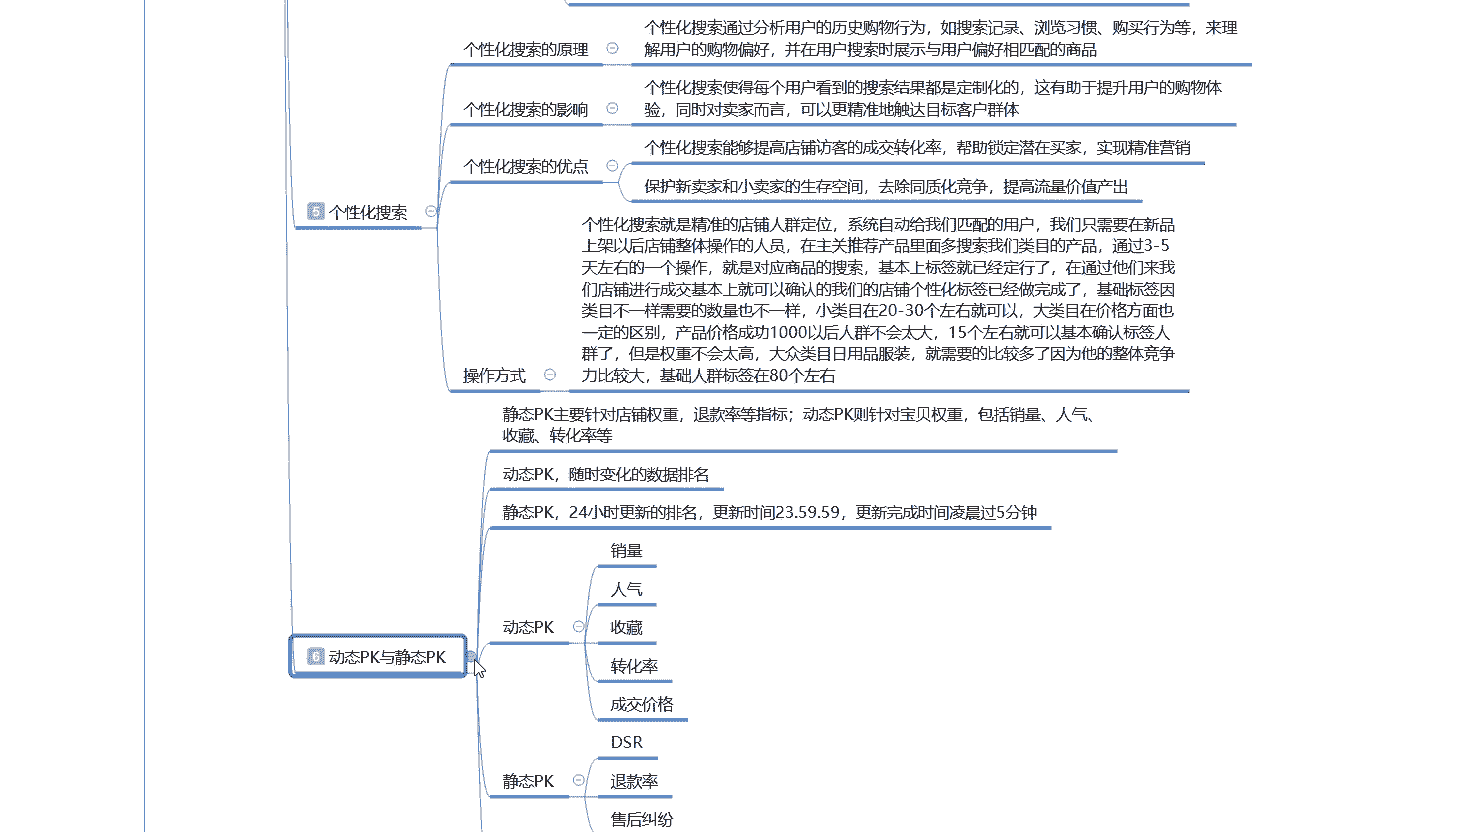 个性化搜索的原理
个性化搜索通过分析用户的历史购物行为，如搜索记录、浏览习惯、购买行为等，来理
解用户的购物偏好，并在用户搜索时展示与用户偏好相匹配的商品
个性化搜索的影响
个性化搜索使得每个用户看到的搜索结果都是定制化的，这有助于提升用户的购物体
验，同时对卖家而言，可以更精准地触达目标客户群体
个性化搜索的优点
个性化搜索能够提高店铺访客的成交转化率，帮助锁定潜在买家，实现精准营销
保护新卖家和小卖家的生存空间，去除同质化竞争，提高流量价值产出
5 个性化搜索
个性化搜索就是精准的店铺人群定位，系统自动给我们匹配的用户，我们只需要在新品
上架以后店铺整体操作的人员，在主关推荐产品里面多搜索我们类目的产品，通过3-5
天左右的一个操作，就是对应商品的搜索，基本上标签就已经定行了，在通过他们来我
们店铺进行成交基本上就可以确认的我们的店铺个性化标签已经做完成了，基础标签因
类目不一样需要的数量也不一样，小类目在20-30个左右就可以，大类目在价格方面也
一定的区别，产品价格成功1000以后人群不会太大，15个左右就可以基本确认标签人
群了，但是权重不会太高，大众类目日用品服装，就需要的比较多了因为他的整体竞争
力比较大，基础人群标签在80个左右
操作方式
静态PK主要针对店铺权重，退款率等指标；动态PK则针对宝贝权重，包括销量、人气、
收藏、转化率等
动态PK，随时变化的数据排名
静态PK，24小时更新的排名，更新时间23.59.59，更新完成时间凌晨过5分钟
6 动态PK与静态PK
动态PK
销量
人气
收藏
转化率
成交价格
静态PK
DSR
退款率
售后纠纷